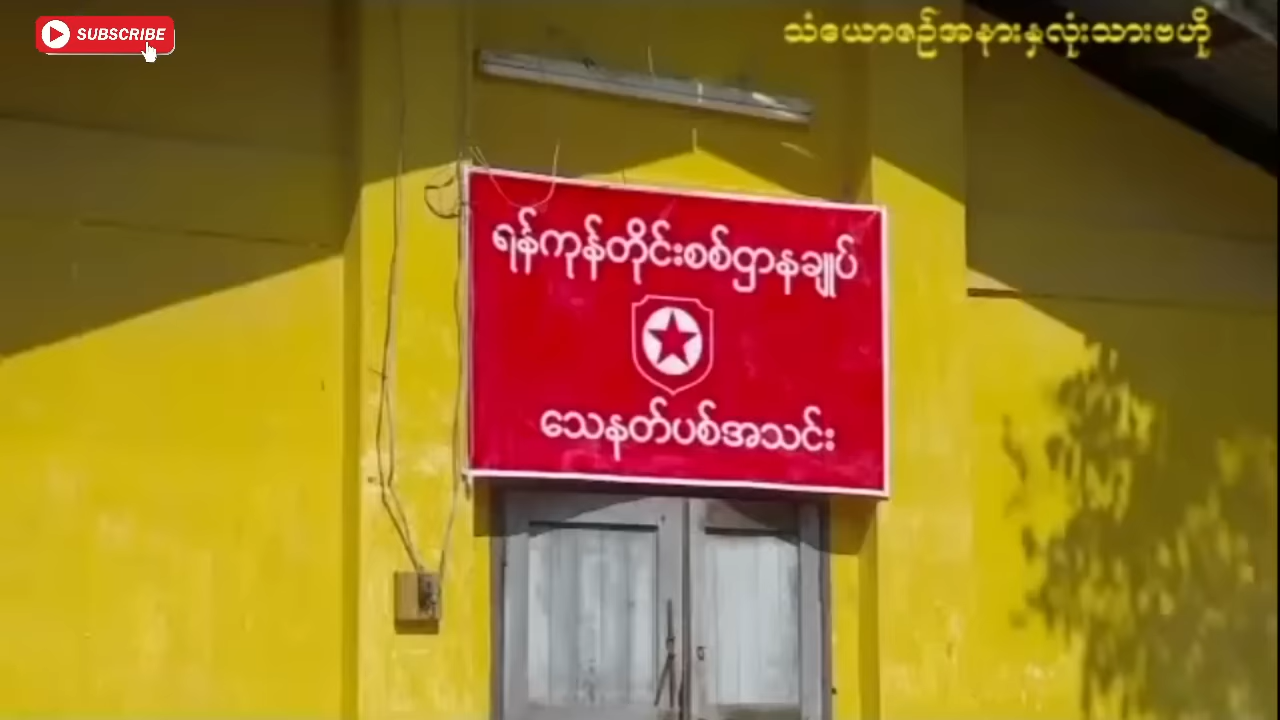 SUBSCRIBE
သံယောဇဉ်အနားနှလုံးသားဗဟို
ရန်ကုန်တိုင်းစစ်ဌာနချုပ်
သေနတ်ပစ်အသင်း